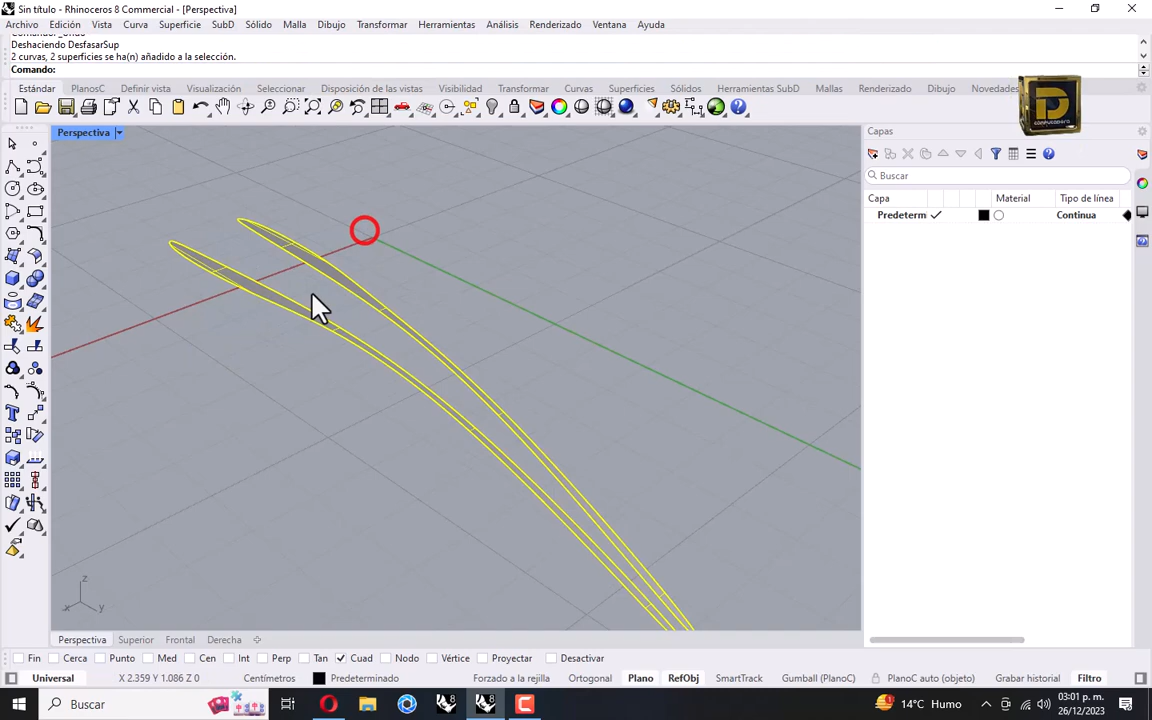 Sin título - Rhinoceros 8 Commercial - [Perspectiva]
Archivo Edición Vista Curva Superficie SubD Sólido Malla Dibujo Transformar Herramientas Análisis Renderizado Ventana Ayuda
Deshaciendo DesfasarSup
2 curvas, 2 superficies se ha(n) añadido a la selección.
Comando:
Estándar PlanosC Definir vista Visualización Seleccionar Disposición de las vistas Visibilidad Transformar Curvas Superficies Sólidos Herramientas SubD Mallas Renderizado Dibujo Novedades
Perspectiva
Capas
Buscar
Capa Material Tipo de línea
Predeterm Continua
z
x y
Perspectiva Superior Frontal Derecha
Fin Cerca Punto Med Cen Int Perp Tan Cuad Nodo Vértice Proyectar Desactivar
Universal X 2.359 Y 1.086 Z 0 Centímetros Predeterminado Forzado a la rejilla Ortogonal Plano RefObj SmartTrack Gumball (PlanoC) PlanoC auto (objeto) Grabar historial Filtro
Buscar 14°C Humo 03:01 p. m.
26/12/2023